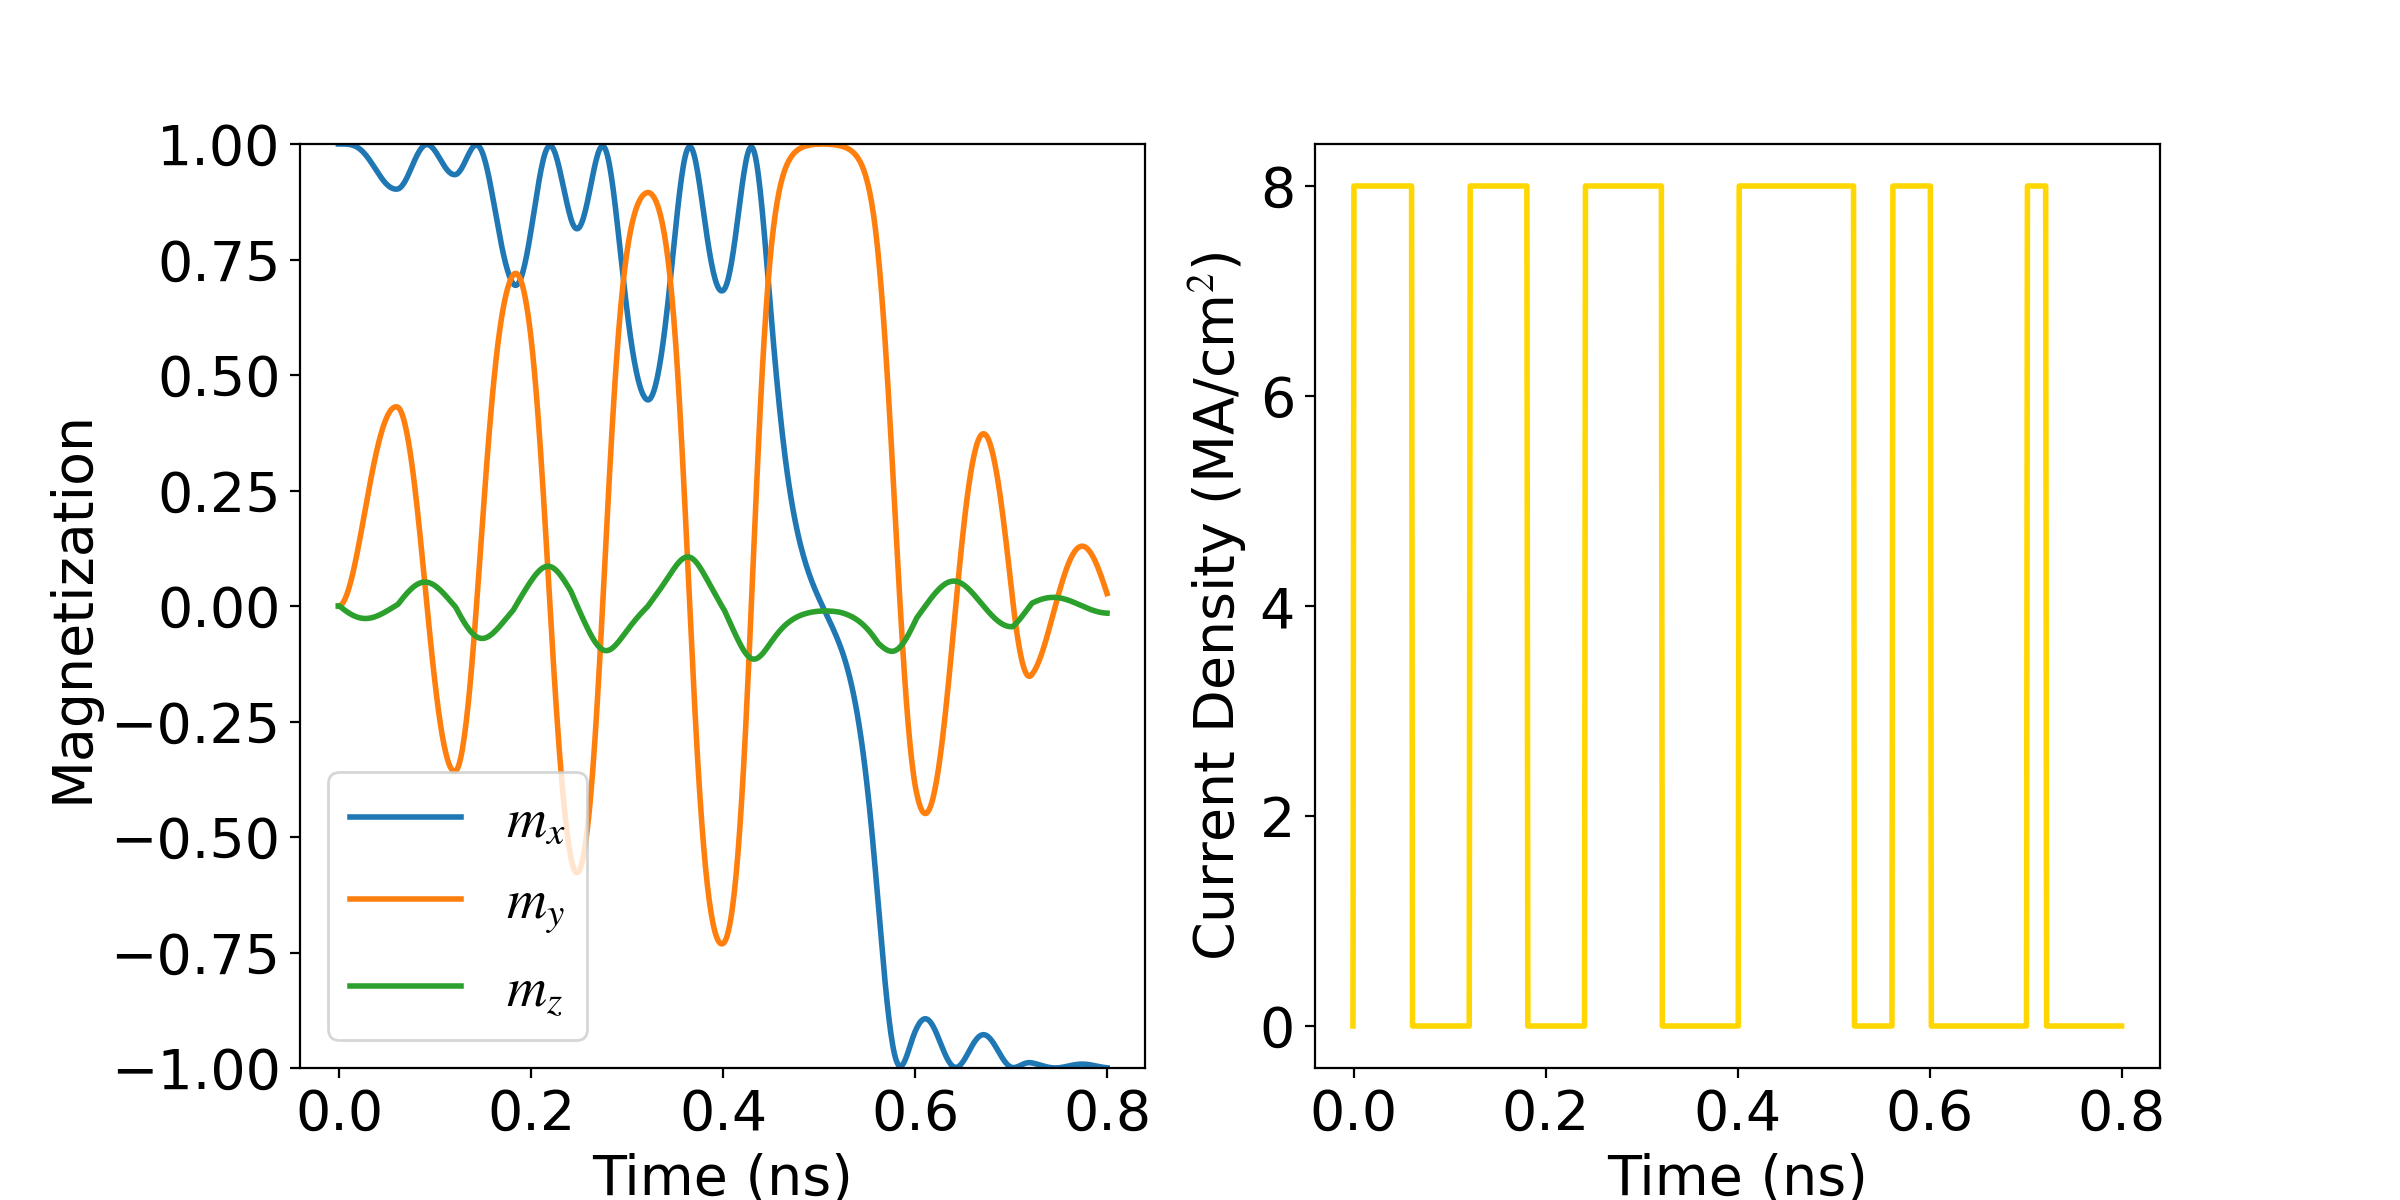 1.00
0.75
0.50
0.25
0.00
−0.25
−0.50
−0.75
−1.00
Magnetization
m_x
m_y
m_z
0.0 0.2 0.4 0.6 0.8
Time (ns)
8
6
4
2
0
Current Density (MA/cm²)
0.0 0.2 0.4 0.6 0.8
Time (ns)